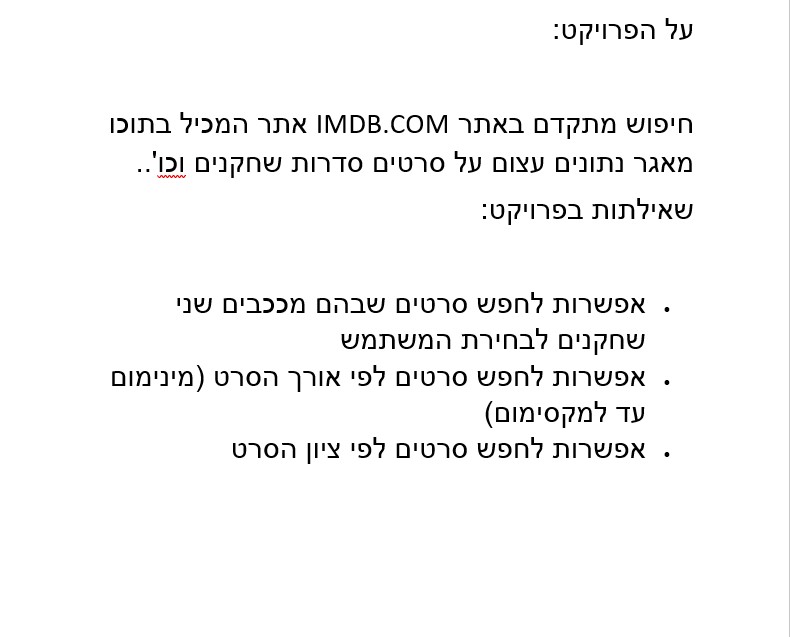 על הפרויקט:
חיפוש מתקדם באתר IMDB.COM אתר המכיל בתוכו
מאגר נתונים עצום על סרטים סדרות שחקנים וכו'..
שאילתות בפרויקט:
• אפשרות לחפש סרטים שבהם מככבים שני
שחקנים לבחירת המשתמש
• אפשרות לחפש סרטים לפי אורך הסרט (מינימום
עד למקסימום)
• אפשרות לחפש סרטים לפי ציון הסרט